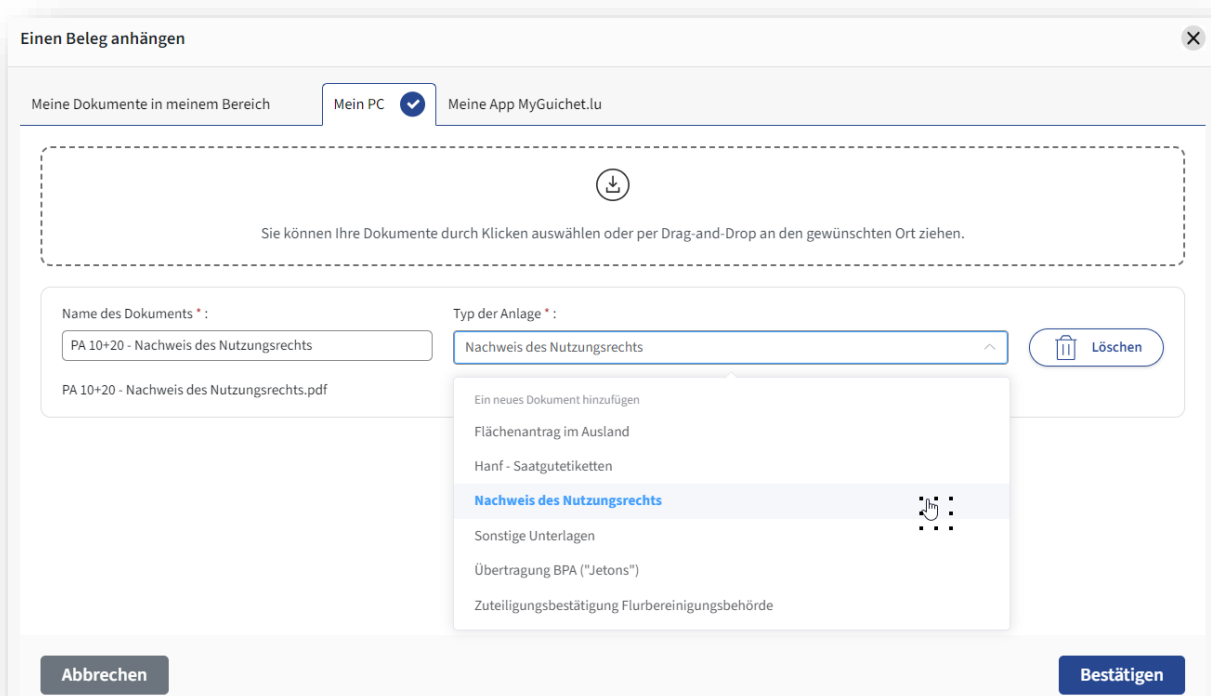 Einen Beleg anhängen
Meine Dokumente in meinem Bereich
Mein PC
Meine App MyGuichet.lu
Sie können Ihre Dokumente durch Klicken auswählen oder per Drag-and-Drop an den gewünschten Ort ziehen.
Name des Dokuments * :
Typ der Anlage * :
PA 10+20 - Nachweis des Nutzungsrechts
Nachweis des Nutzungsrechts
Löschen
PA 10+20 - Nachweis des Nutzungsrechts.pdf
Ein neues Dokument hinzufügen
Flächenantrag im Ausland
Hanf - Saatgutetiketten
Nachweis des Nutzungsrechts
Sonstige Unterlagen
Übertragung BPA ("Jetons")
Zuteiligungsbestätigung Flurbereinigungsbehörde
Abbrechen
Bestätigen